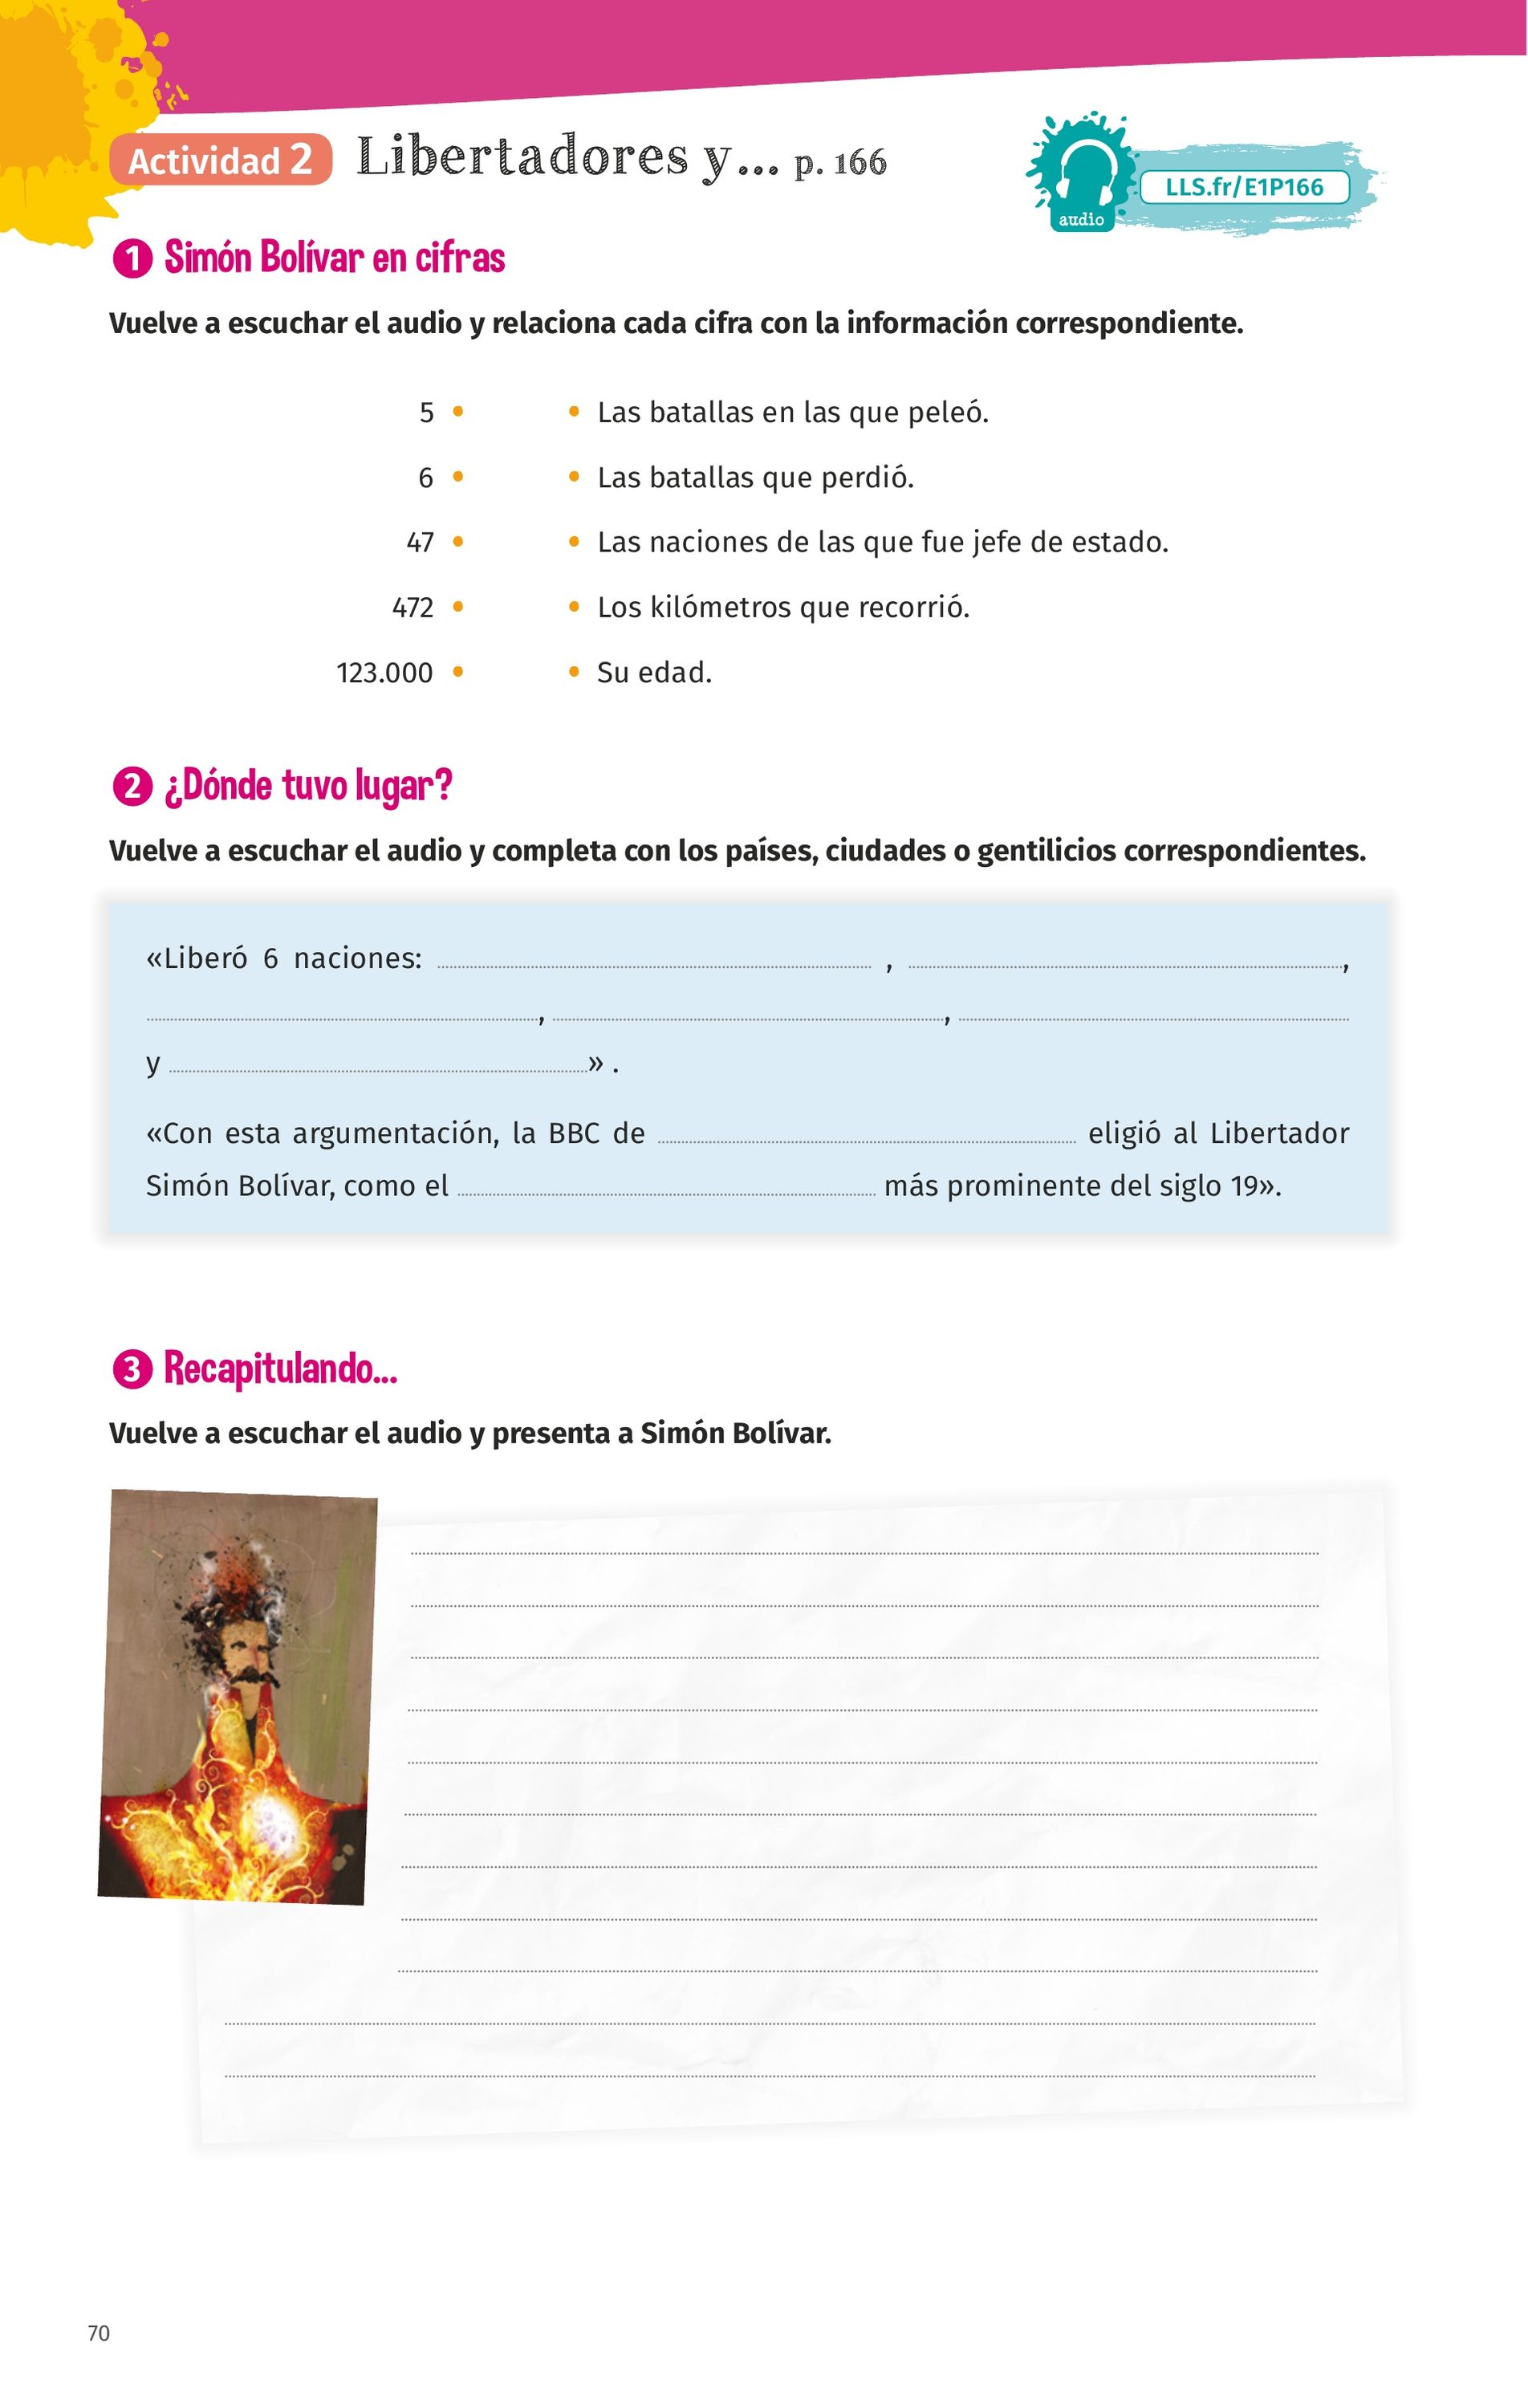 Actividad 2 Libertadores y... p. 166
audio
LLS.fr/E1P166
1 Simón Bolívar en cifras
Vuelve a escuchar el audio y relaciona cada cifra con la información correspondiente.
5 • • Las batallas en las que peleó.
6 • • Las batallas que perdió.
47 • • Las naciones de las que fue jefe de estado.
472 • • Los kilómetros que recorrió.
123.000 • • Su edad.
2 ¿Dónde tuvo lugar?
Vuelve a escuchar el audio y completa con los países, ciudades o gentilicios correspondientes.
«Liberó 6 naciones: , ,
, ,
y » .
«Con esta argumentación, la BBC de eligió al Libertador
Simón Bolívar, como el más prominente del siglo 19».
3 Recapitulando...
Vuelve a escuchar el audio y presenta a Simón Bolívar.
70